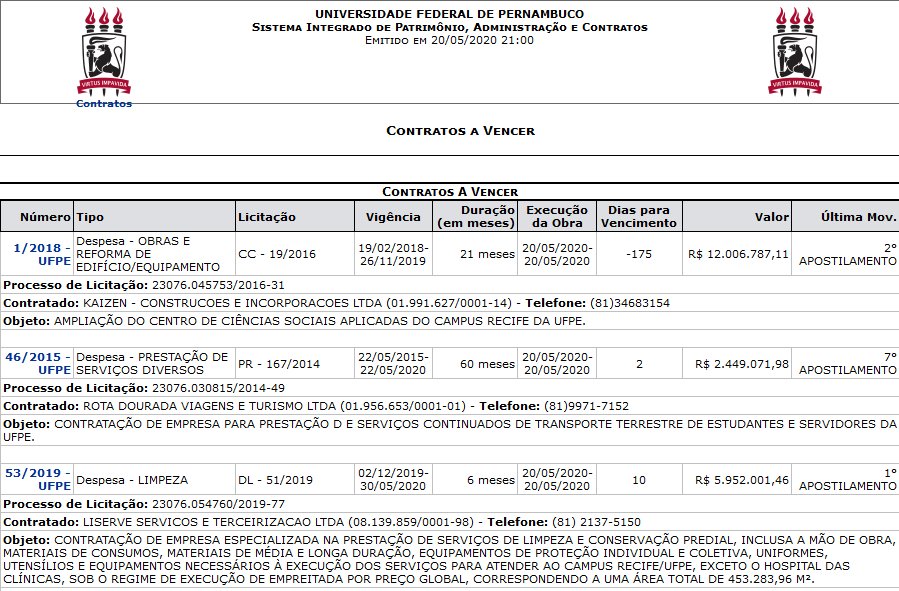 UNIVERSIDADE FEDERAL DE PERNAMBUCO
SISTEMA INTEGRADO DE PATRIMÔNIO, ADMINISTRAÇÃO E CONTRATOS
EMITIDO EM 20/05/2020 21:00
VIRTUS IMPAVIDA
VIRTUS IMPAVIDA
Contratos
CONTRATOS A VENCER
CONTRATOS A VENCER
Número Tipo Licitação Vigência Duração (em meses) Execução da Obra Dias para Vencimento Valor Última Mov.
1/2018 - UFPE Despesa - OBRAS E REFORMA DE EDIFÍCIO/EQUIPAMENTO CC - 19/2016 19/02/2018-26/11/2019 21 meses 20/05/2020-20/05/2020 -175 R$ 12.006.787,11 2º APOSTILAMENTO
Processo de Licitação: 23076.045753/2016-31
Contratado: KAIZEN - CONSTRUCOES E INCORPORACOES LTDA (01.991.627/0001-14) - Telefone: (81)34683154
Objeto: AMPLIAÇÃO DO CENTRO DE CIÊNCIAS SOCIAIS APLICADAS DO CAMPUS RECIFE DA UFPE.
46/2015 - UFPE Despesa - PRESTAÇÃO DE SERVIÇOS DIVERSOS PR - 167/2014 22/05/2015-22/05/2020 60 meses 20/05/2020-20/05/2020 2 R$ 2.449.071,98 7º APOSTILAMENTO
Processo de Licitação: 23076.030815/2014-49
Contratado: ROTA DOURADA VIAGENS E TURISMO LTDA (01.956.653/0001-01) - Telefone: (81)9971-7152
Objeto: CONTRATAÇÃO DE EMPRESA PARA PRESTAÇÃO D E SERVIÇOS CONTINUADOS DE TRANSPORTE TERRESTRE DE ESTUDANTES E SERVIDORES DA
UFPE.
53/2019 - UFPE Despesa - LIMPEZA DL - 51/2019 02/12/2019-30/05/2020 6 meses 20/05/2020-20/05/2020 10 R$ 5.952.001,46 1º APOSTILAMENTO
Processo de Licitação: 23076.054760/2019-77
Contratado: LISERVE SERVICOS E TERCEIRIZACAO LTDA (08.139.859/0001-98) - Telefone: (81) 2137-5150
Objeto: CONTRATAÇÃO DE EMPRESA ESPECIALIZADA NA PRESTAÇÃO DE SERVIÇOS DE LIMPEZA E CONSERVAÇÃO PREDIAL, INCLUSA A MÃO DE OBRA,
MATERIAIS DE CONSUMOS, MATERIAIS DE MÉDIA E LONGA DURAÇÃO, EQUIPAMENTOS DE PROTEÇÃO INDIVIDUAL E COLETIVA, UNIFORMES,
UTENSÍLIOS E EQUIPAMENTOS NECESSÁRIOS À EXECUÇÃO DOS SERVIÇOS PARA ATENDER AO CAMPUS RECIFE/UFPE, EXCETO O HOSPITAL DAS
CLÍNICAS, SOB O REGIME DE EXECUÇÃO DE EMPREITADA POR PREÇO GLOBAL, CORRESPONDENDO A UMA ÁREA TOTAL DE 453.283,96 M².